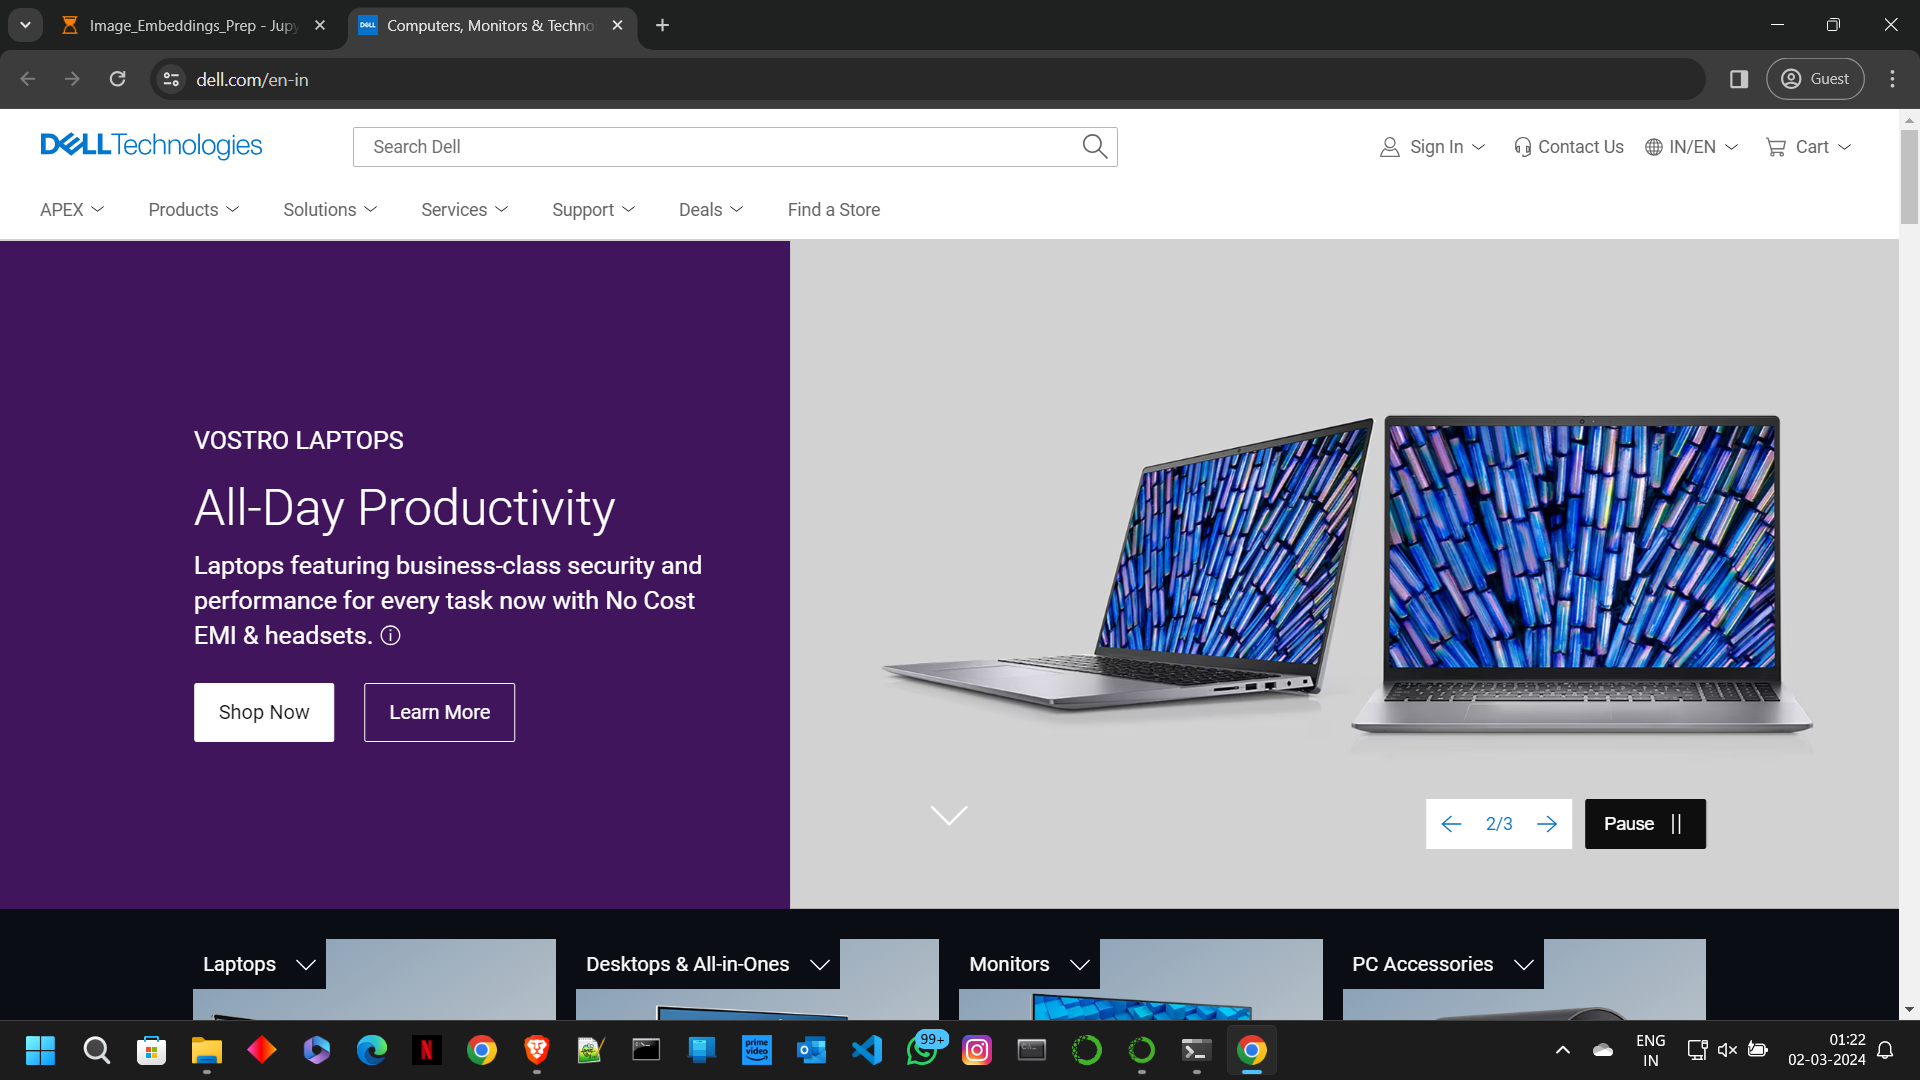 Image_Embeddings_Prep - Jupy
Computers, Monitors & Techno
dell.com/en-in
Guest
DELLTechnologies
Search Dell
Sign In
Contact Us
IN/EN
Cart
APEX
Products
Solutions
Services
Support
Deals
Find a Store
VOSTRO LAPTOPS
All-Day Productivity
Laptops featuring business-class security and
performance for every task now with No Cost
EMI & headsets.
Shop Now
Learn More
2/3
Pause
Laptops
Desktops & All-in-Ones
Monitors
PC Accessories
prime video
99+
ENG
IN
01:22
02-03-2024